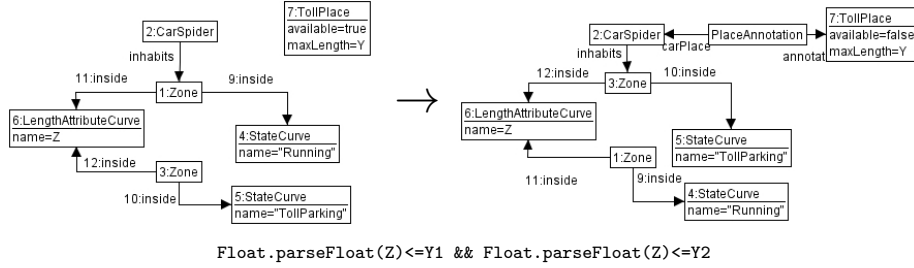 2:CarSpider
inhabits
7:TollPlace
available=true
maxLength=Y
11:inside
9:inside
1:Zone
6:LengthAttributeCurve
name=Z
4:StateCurve
name="Running"
12:inside
3:Zone
10:inside
5:StateCurve
name="TollParking"
2:CarSpider
carPlace
PlaceAnnotation
annotat
7:TollPlace
available=false
maxLength=Y
inhabits
12:inside
10:inside
3:Zone
6:LengthAttributeCurve
name=Z
5:StateCurve
name="TollParking"
1:Zone
11:inside
9:inside
4:StateCurve
name="Running"
Float.parseFloat(Z)<=Y1 && Float.parseFloat(Z)<=Y2